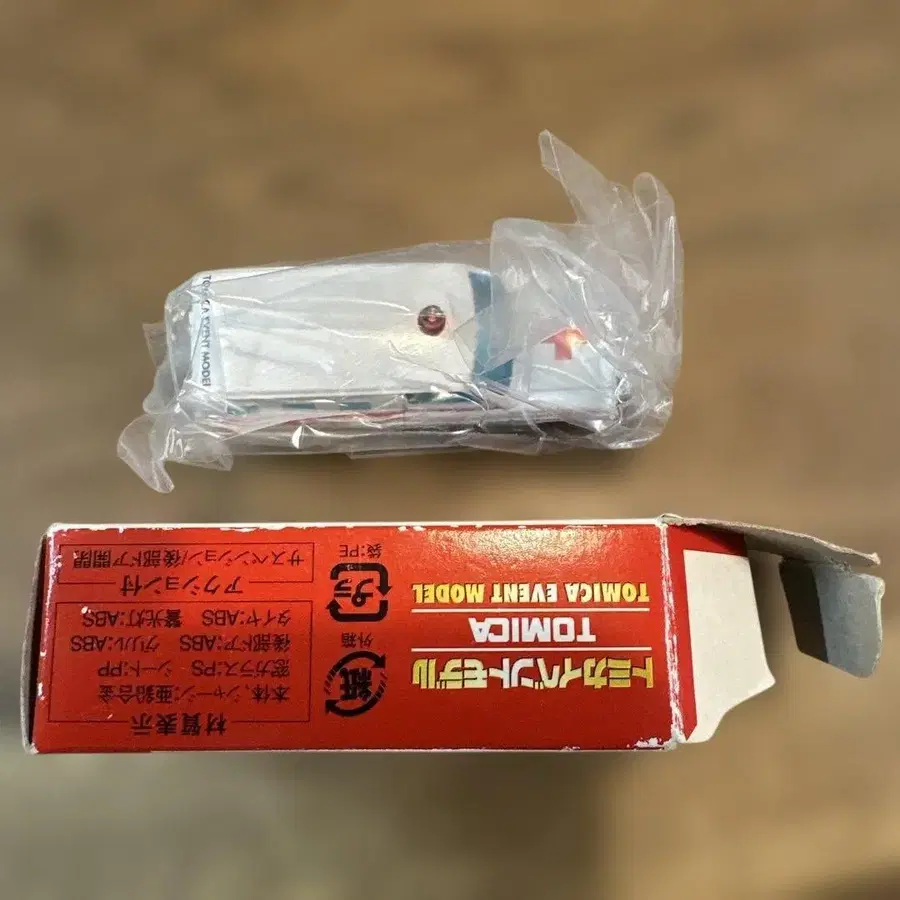 TOMICA EVENT MODEL
トミカイベントモデル
TOMICA
TOMICA EVENT MODEL
外箱
紙
プラ
袋:PE
材質表示
本体、シャーシ:亜鉛合金
窓ガラス:PS シート:PP
後部ドア:ABS グリル:ABS
タイヤ:ABS 警光灯:ABS
アクション付
サスペンション/後部ドア開閉